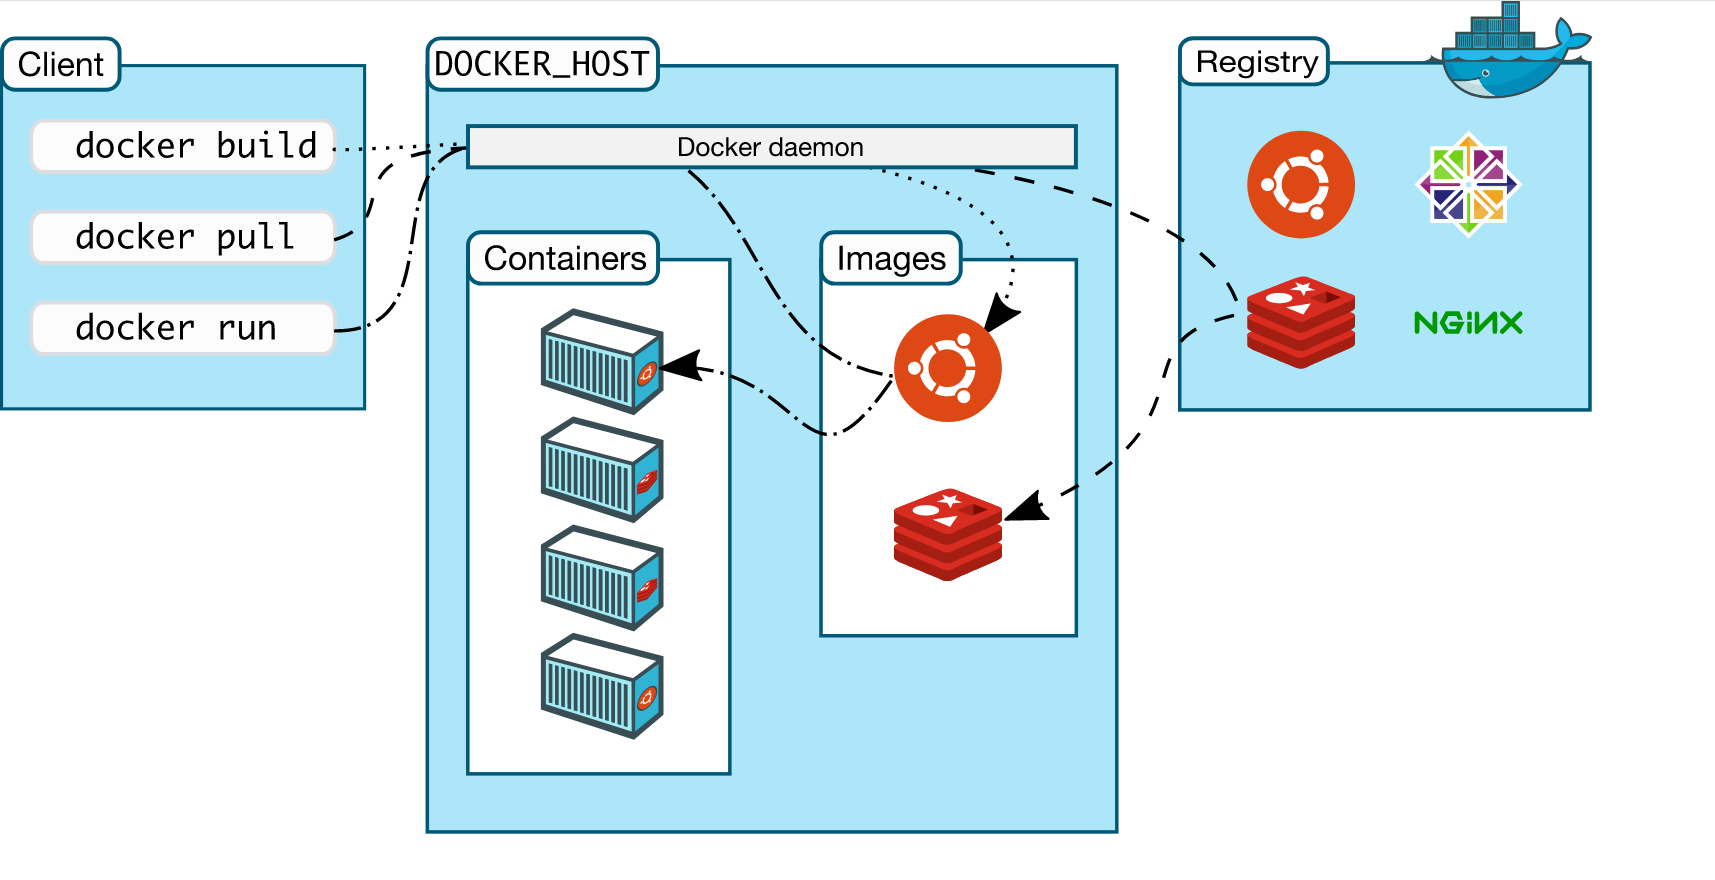 Client
docker build
docker pull
docker run
DOCKER_HOST
Docker daemon
Containers
Images
Registry
NGiNX